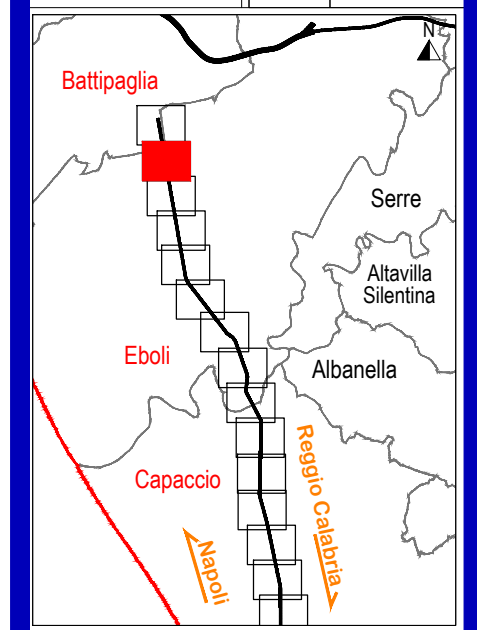 N
Battipaglia
Serre
Altavilla
Silentina
Eboli
Albanella
Capaccio
Reggio Calabria
Napoli